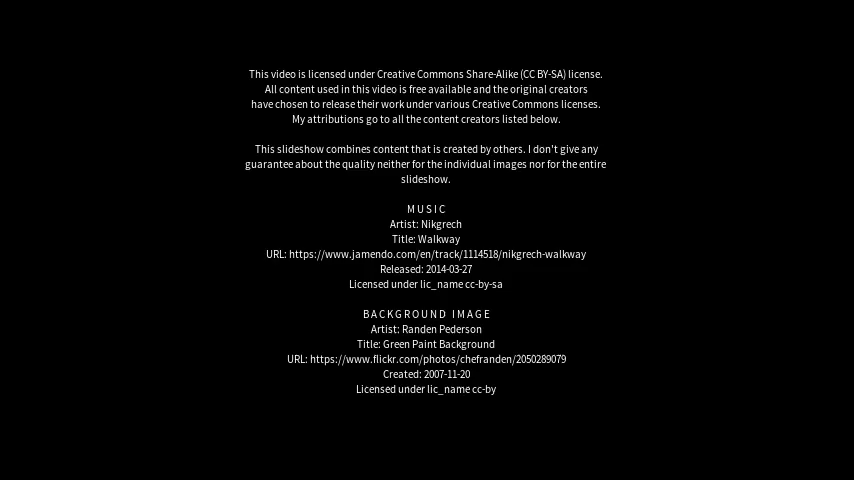 This video is licensed under Creative Commons Share-Alike (CC BY-SA) license.
All content used in this video is free available and the original creators
have chosen to release their work under various Creative Commons licenses.
My attributions go to all the content creators listed below.
This slideshow combines content that is created by others. I don't give any
guarantee about the quality neither for the individual images nor for the entire
slideshow.
MUSIC
Artist: Nikgrech
Title: Walkway
URL: https://www.jamendo.com/en/track/1114518/nikgrech-walkway
Released: 2014-03-27
Licensed under lic_name cc-by-sa
BACKGROUND IMAGE
Artist: Randen Pederson
Title: Green Paint Background
URL: https://www.flickr.com/photos/chefranden/2050289079
Created: 2007-11-20
Licensed under lic_name cc-by